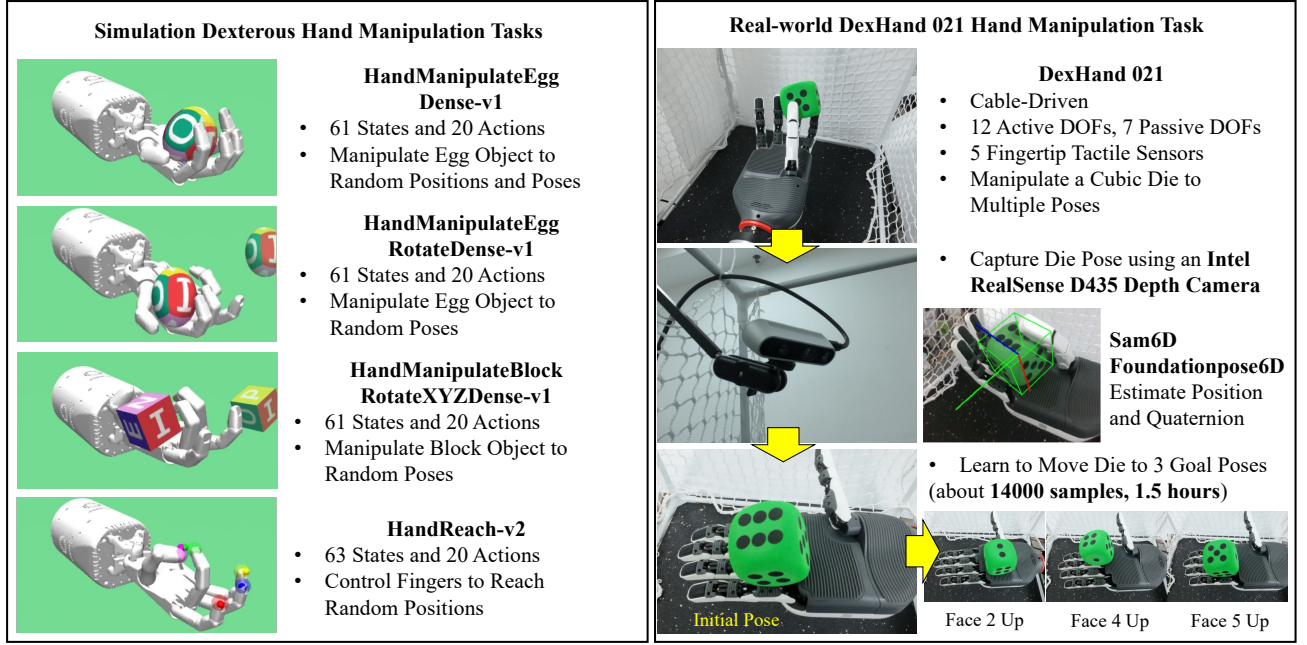 Simulation Dexterous Hand Manipulation Tasks
HandManipulateEgg
Dense-v1
• 61 States and 20 Actions
• Manipulate Egg Object to
Random Positions and Poses
HandManipulateEgg
RotateDense-v1
• 61 States and 20 Actions
• Manipulate Egg Object to
Random Poses
HandManipulateBlock
RotateXYZDense-v1
• 61 States and 20 Actions
• Manipulate Block Object to
Random Poses
HandReach-v2
• 63 States and 20 Actions
• Control Fingers to Reach
Random Positions
Real-world DexHand 021 Hand Manipulation Task
DexHand 021
• Cable-Driven
• 12 Active DOFs, 7 Passive DOFs
• 5 Fingertip Tactile Sensors
• Manipulate a Cubic Die to
Multiple Poses
• Capture Die Pose using an Intel
RealSense D435 Depth Camera
Sam6D
Foundationpose6D
Estimate Position
and Quaternion
• Learn to Move Die to 3 Goal Poses
(about 14000 samples, 1.5 hours)
Initial Pose
Face 2 Up
Face 4 Up
Face 5 Up